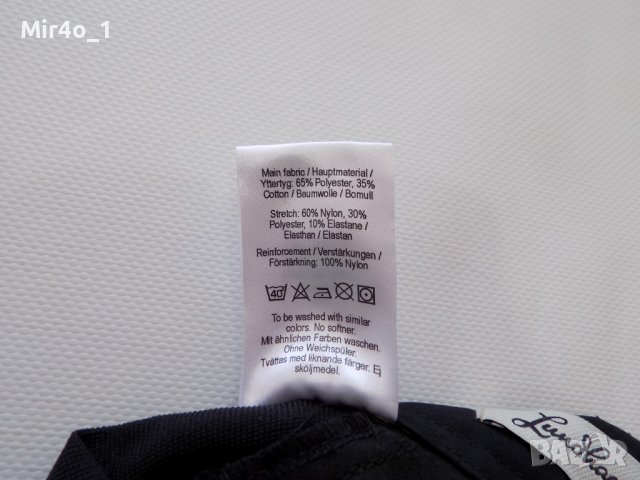 Mir4o_1
Main fabric / Hauptmaterial /
Yttertyg: 65% Polyester, 35%
Cotton / Baumwolle / Bomull
Stretch: 60% Nylon, 30%
Polyester, 10% Elastane /
Elasthan / Elastan
Reinforcement / Verstärkungen /
Förstärkning: 100% Nylon
40°
To be washed with similar
colors. No softner.
Mit ähnlichen Farben waschen.
Ohne Weichspüler.
Tvättas med liknande färger. Ej
sköljmedel.
BAZAR